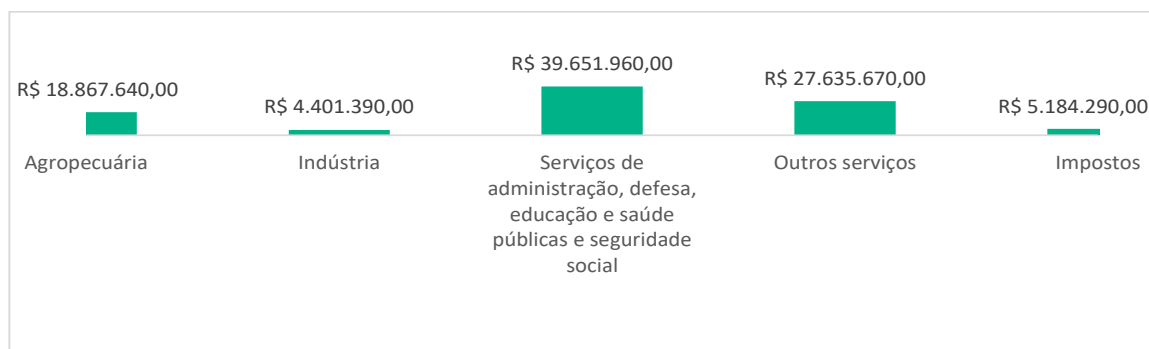 R$ 18.867.640,00
R$ 4.401.390,00
R$ 39.651.960,00
R$ 27.635.670,00
R$ 5.184.290,00
Agropecuária
Indústria
Serviços de
administração, defesa,
educação e saúde
públicas e seguridade
social
Outros serviços
Impostos